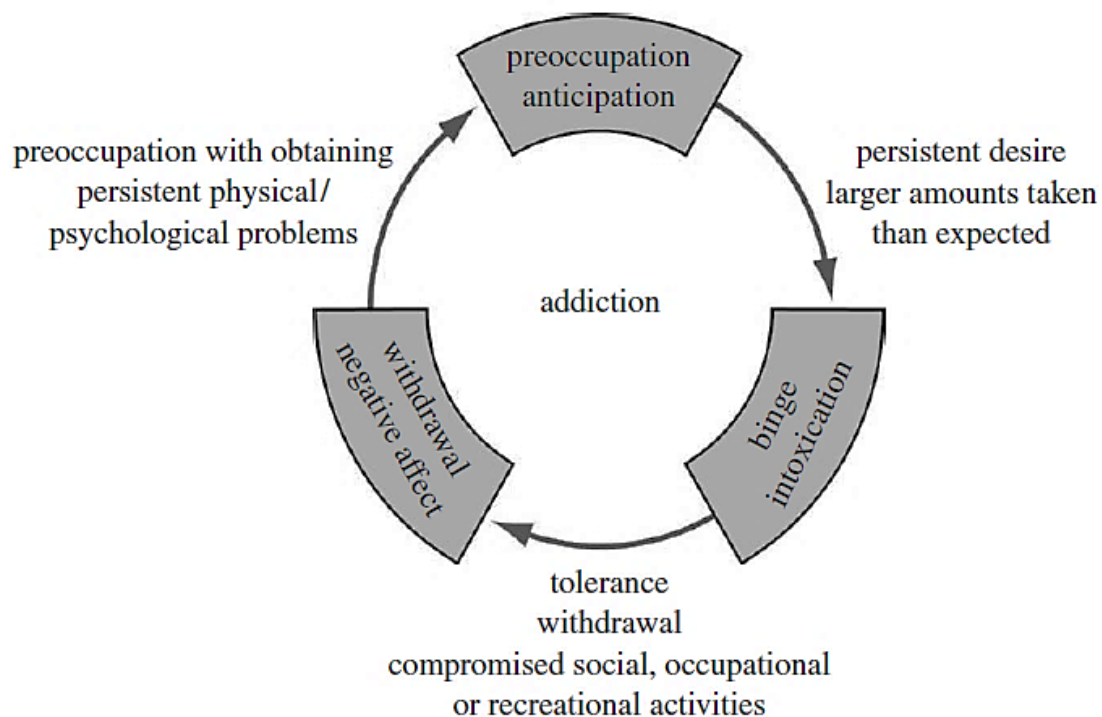 preoccupation
anticipation
preoccupation with obtaining
persistent physical/
psychological problems
persistent desire
larger amounts taken
than expected
addiction
withdrawal
negative affect
binge
intoxication
tolerance
withdrawal
compromised social, occupational
or recreational activities